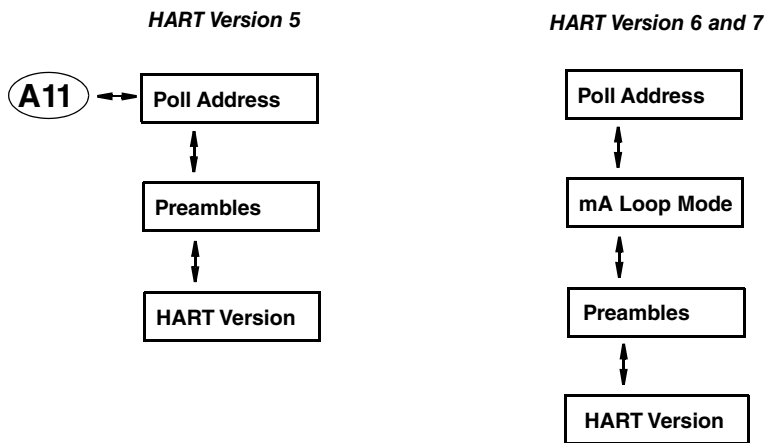 HART Version 5
A11
Poll Address
Preambles
HART Version
HART Version 6 and 7
Poll Address
mA Loop Mode
Preambles
HART Version